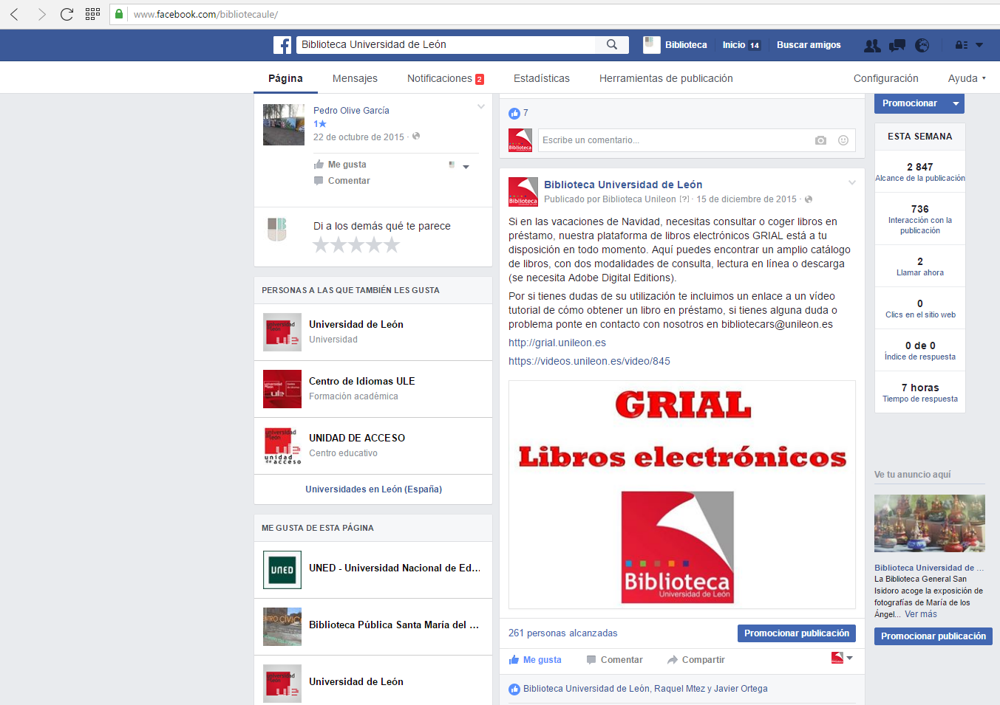 www.facebook.com/bibliotecaule/
Biblioteca Universidad de León
Biblioteca
Inicio 14
Buscar amigos
Página
Mensajes
Notificaciones 2
Estadísticas
Herramientas de publicación
Configuración
Ayuda
Pedro Olive García
1★
22 de octubre de 2015 ·
Me gusta
Comentar
Di a los demás qué te parece
PERSONAS A LAS QUE TAMBIÉN LES GUSTA
Universidad de León
Universidad
Centro de Idiomas ULE
Formación académica
universidad
de león
ule
unidad
de acceso
UNIDAD DE ACCESO
Centro educativo
Universidades en León (España)
ME GUSTA DE ESTA PÁGINA
UNED
UNED - Universidad Nacional de Ed...
Biblioteca Pública Santa María del ...
Universidad de León
7
Biblioteca
Escribe un comentario...
Biblioteca
Biblioteca Universidad de León
Publicado por Biblioteca Unileon [?] · 15 de diciembre de 2015 ·
Si en las vacaciones de Navidad, necesitas consultar o coger libros en
préstamo, nuestra plataforma de libros electrónicos GRIAL está a tu
disposición en todo momento. Aquí puedes encontrar un amplio catálogo
de libros, con dos modalidades de consulta, lectura en línea o descarga
(se necesita Adobe Digital Editions).
Por si tienes dudas de su utilización te incluimos un enlace a un vídeo
tutorial de cómo obtener un libro en préstamo, si tienes alguna duda o
problema ponte en contacto con nosotros en bibliotecars@unileon.es
http://grial.unileon.es
https://videos.unileon.es/video/845
GRIAL
Libros electrónicos
Biblioteca
Universidad de León
261 personas alcanzadas
Promocionar publicación
Me gusta
Comentar
Compartir
Biblioteca Universidad de León, Raquel Mtez y Javier Ortega
Promocionar
ESTA SEMANA
2 847
Alcance de la publicación
736
Interacción con la
publicación
2
Llamar ahora
0
Clics en el sitio web
0 de 0
Índice de respuesta
7 horas
Tiempo de respuesta
Ve tu anuncio aquí
Biblioteca Universidad de ...
La Biblioteca General San
Isidoro acoge la exposición de
fotografías de María de los
Ángel... Ver más
Promocionar publicación